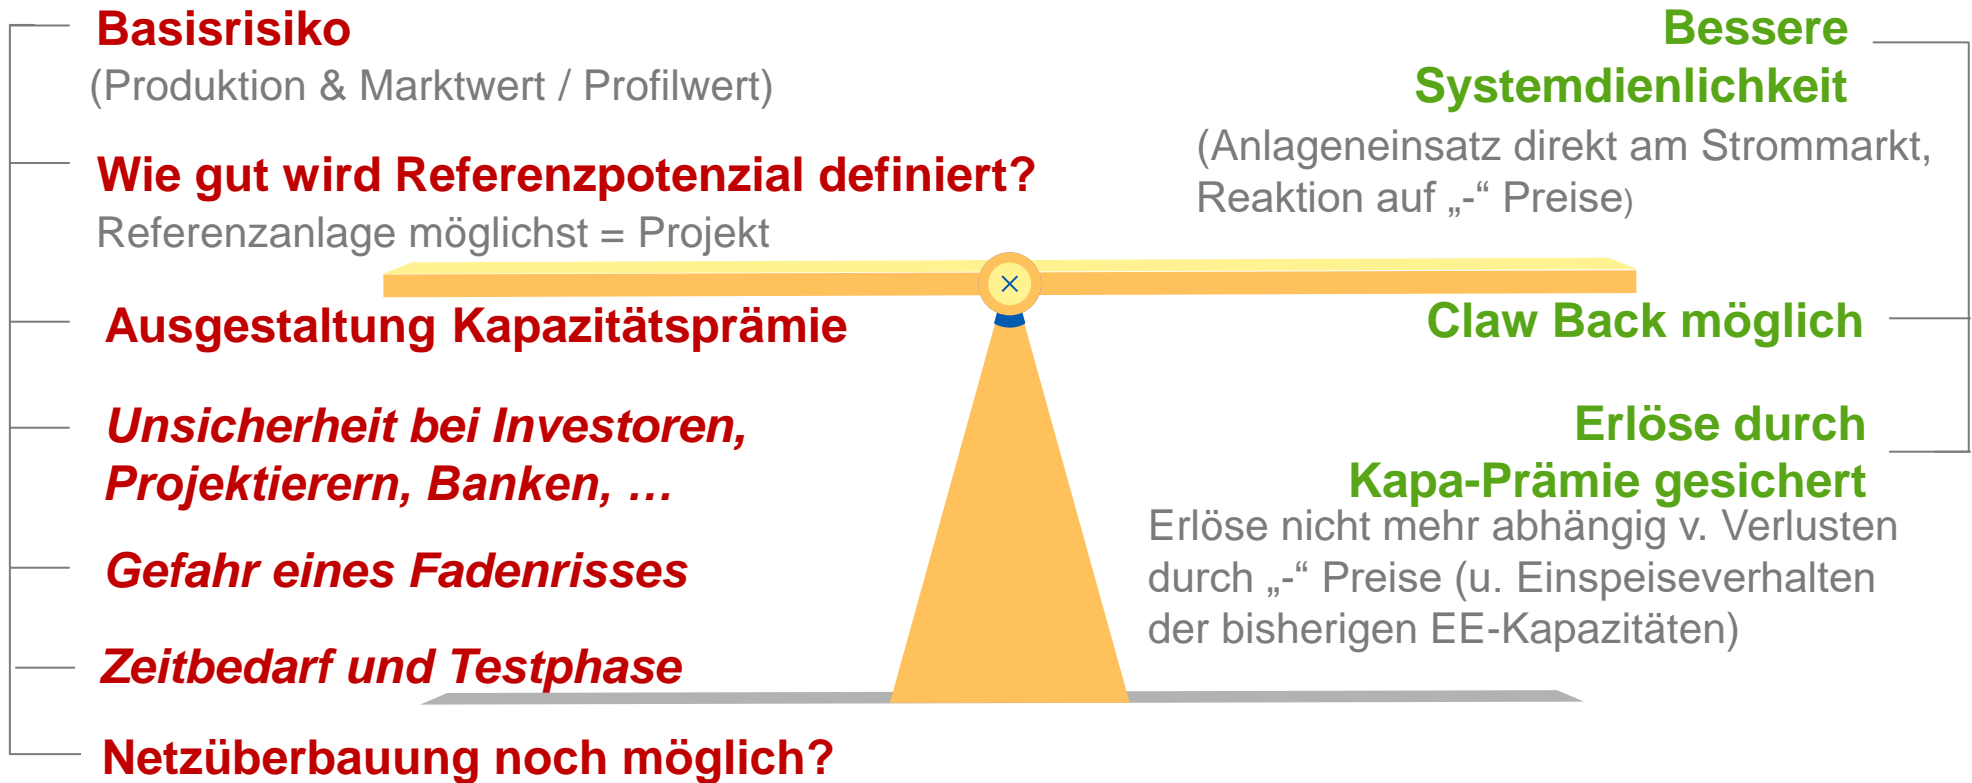 Basisrisiko
(Produktion & Marktwert / Profilwert)
Wie gut wird Referenzpotenzial definiert?
Referenzanlage möglichst = Projekt
Ausgestaltung Kapazitätsprämie
Unsicherheit bei Investoren,
Projektierern, Banken, …
Gefahr eines Fadenrisses
Zeitbedarf und Testphase
Netzüberbauung noch möglich?
Bessere
Systemdienlichkeit
(Anlageneinsatz direkt am Strommarkt,
Reaktion auf „-“ Preise)
Claw Back möglich
Erlöse durch
Kapa-Prämie gesichert
Erlöse nicht mehr abhängig v. Verlusten
durch „-“ Preise (u. Einspeiseverhalten
der bisherigen EE-Kapazitäten)